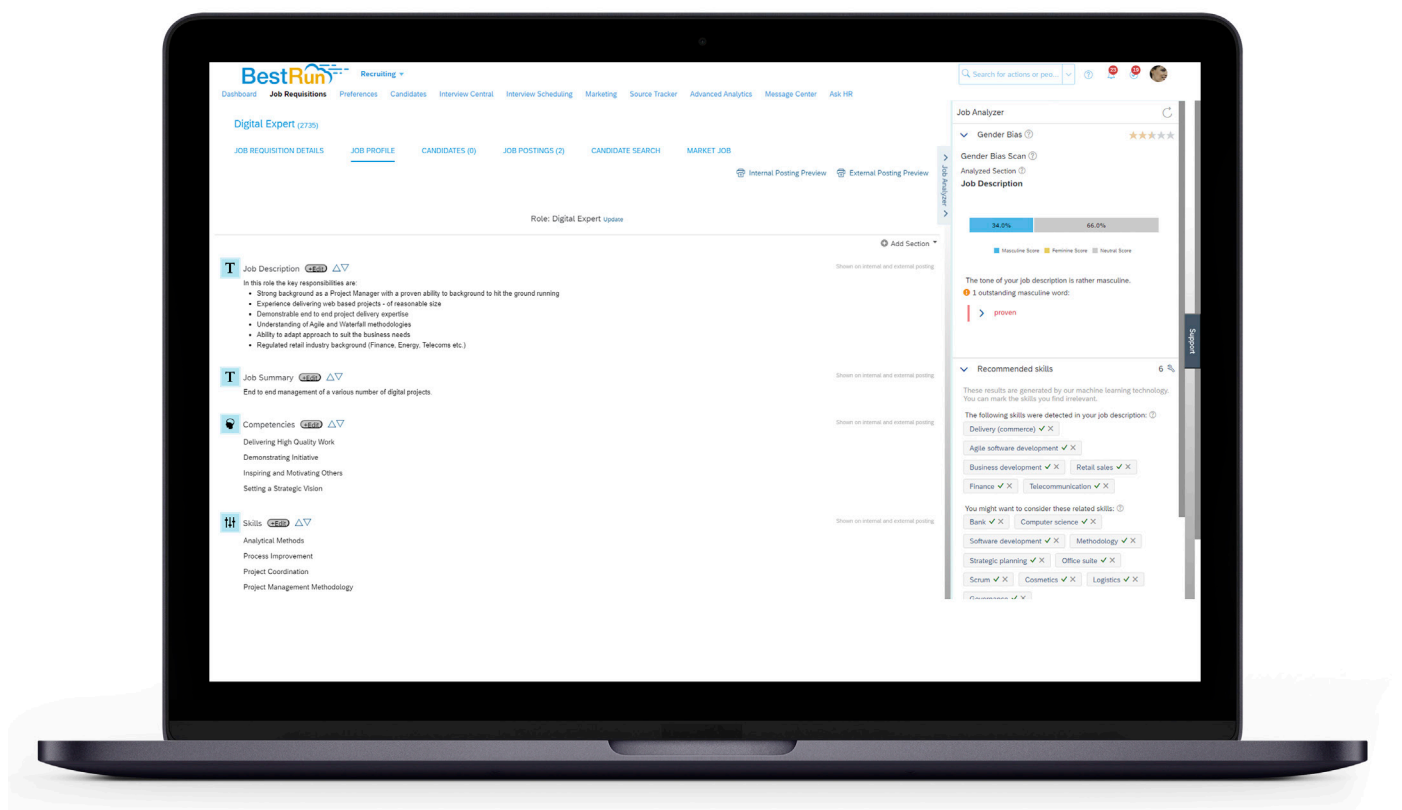 BestRun
Recruiting
Search for actions or peo...
Dashboard Job Requisitions Preferences Candidates Interview Central Interview Scheduling Marketing Source Tracker Advanced Analytics Message Center Ask HR
Digital Expert (2735)
JOB REQUISITION DETAILS JOB PROFILE CANDIDATES (0) JOB POSTINGS (2) CANDIDATE SEARCH MARKET JOB
Internal Posting Preview External Posting Preview
Role: Digital Expert Update
Add Section
Job Description +Edit Shown on internal and external posting
In this role the key responsibilities are:
• Strong background as a Project Manager with a proven ability to background to hit the ground running
• Experience delivering web based projects - of reasonable size
• Demonstrable end to end project delivery expertise
• Understanding of Agile and Waterfall methodologies
• Ability to adapt approach to suit the business needs
• Regulated retail industry background (Finance, Energy, Telecoms etc.)
Job Summary +Edit Shown on internal and external posting
End to end management of a various number of digital projects.
Competencies +Edit Shown on internal and external posting
Delivering High Quality Work
Demonstrating Initiative
Inspiring and Motivating Others
Setting a Strategic Vision
Skills +Edit Shown on internal and external posting
Analytical Methods
Process Improvement
Project Coordination
Project Management Methodology
Job Analyzer
Job Analyzer
Gender Bias
Gender Bias Scan
Analyzed Section
Job Description
34.0% 66.0%
Masculine Score Feminine Score Neutral Score
The tone of your job description is rather masculine.
1 outstanding masculine word:
proven
Support
Recommended skills 6
These results are generated by our machine learning technology.
You can mark the skills you find irrelevant.
The following skills were detected in your job description:
Delivery (commerce)
Agile software development
Business development Retail sales
Finance Telecommunication
You might want to consider these related skills:
Bank Computer science
Software development Methodology
Strategic planning Office suite
Scrum Cosmetics Logistics
Governance